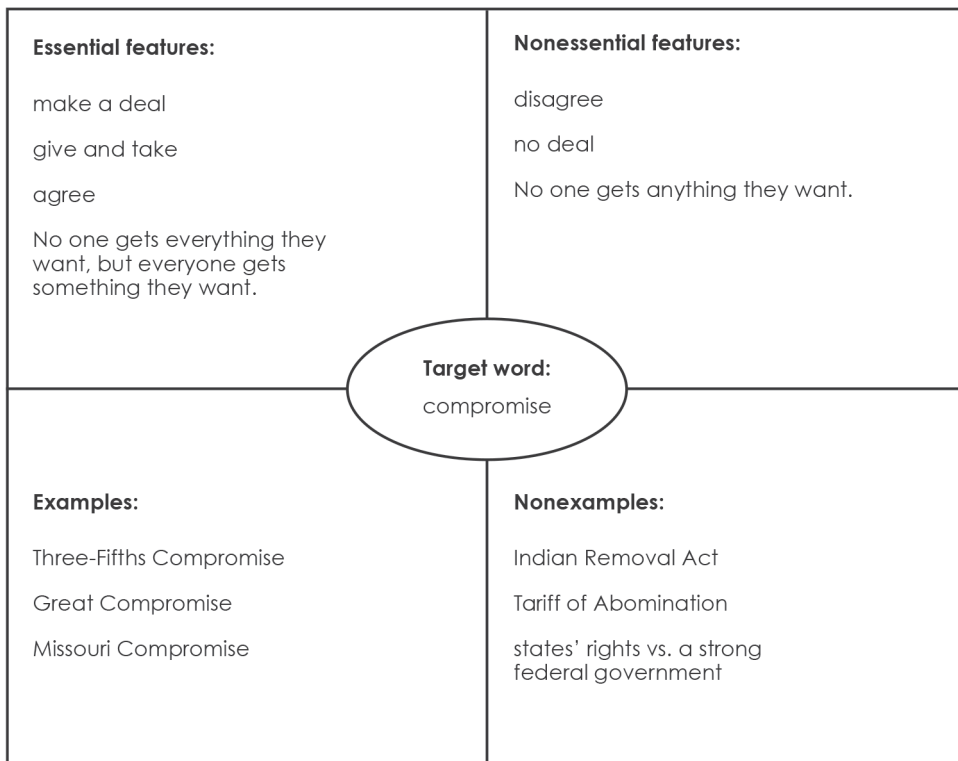 Essential features:
make a deal
give and take
agree
No one gets everything they
want, but everyone gets
something they want.
Nonessential features:
disagree
no deal
No one gets anything they want.
Target word:
compromise
Examples:
Three-Fifths Compromise
Great Compromise
Missouri Compromise
Nonexamples:
Indian Removal Act
Tariff of Abomination
states’ rights vs. a strong
federal government